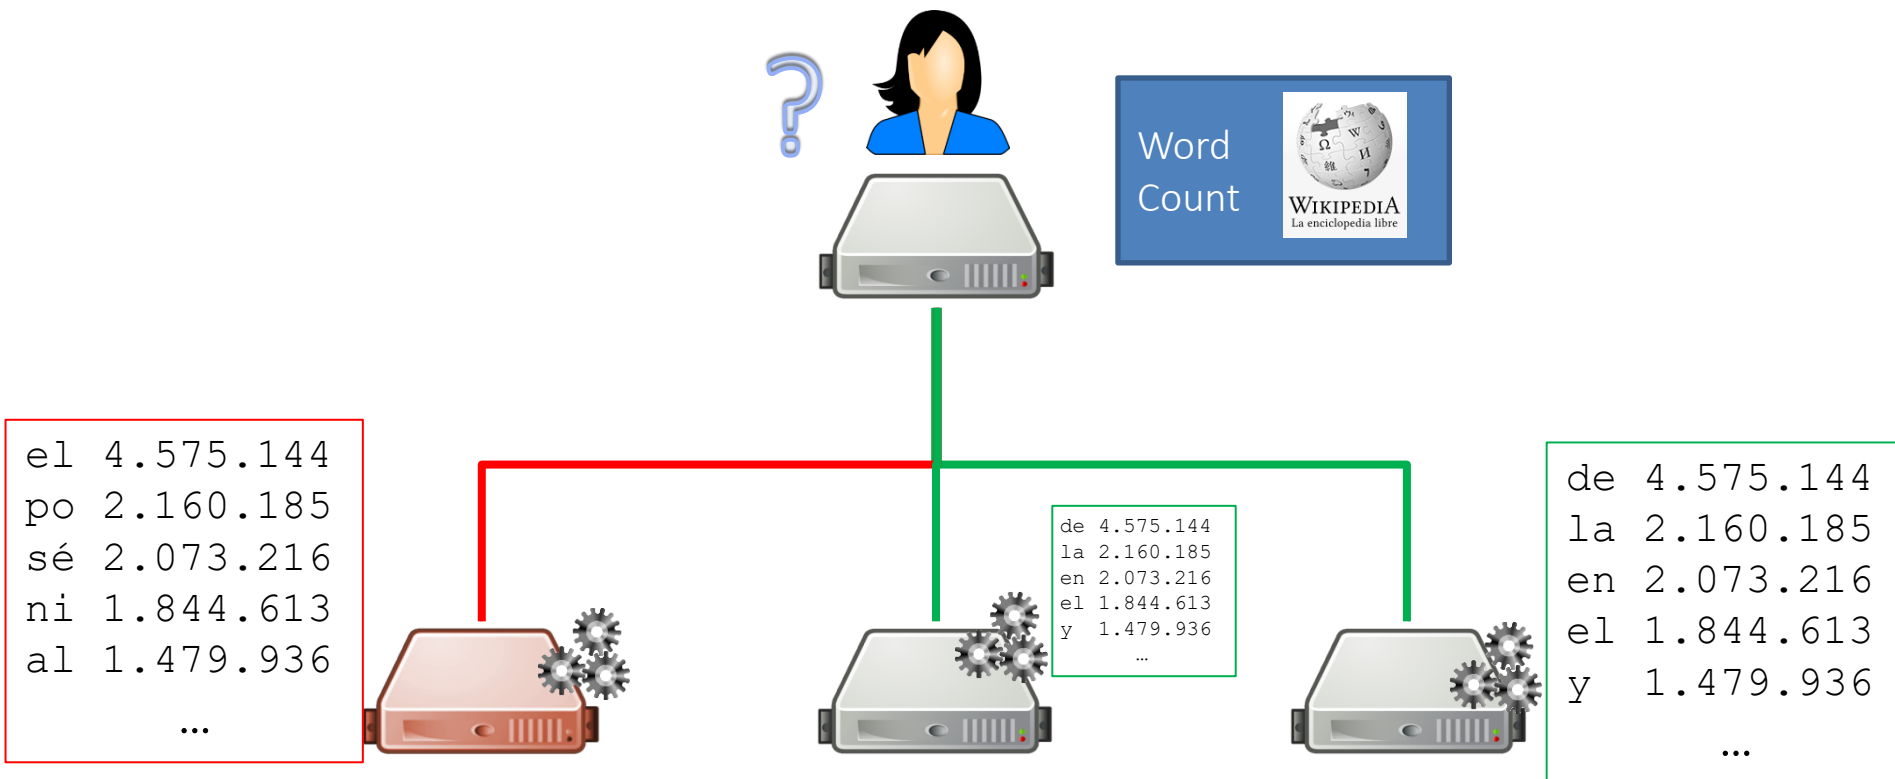 ?
Word
Count
WIKIPEDIA
La enciclopedia libre
el 4.575.144
po 2.160.185
sé 2.073.216
ni 1.844.613
al 1.479.936
…
de 4.575.144
la 2.160.185
en 2.073.216
el 1.844.613
y 1.479.936
…
de 4.575.144
la 2.160.185
en 2.073.216
el 1.844.613
y 1.479.936
…